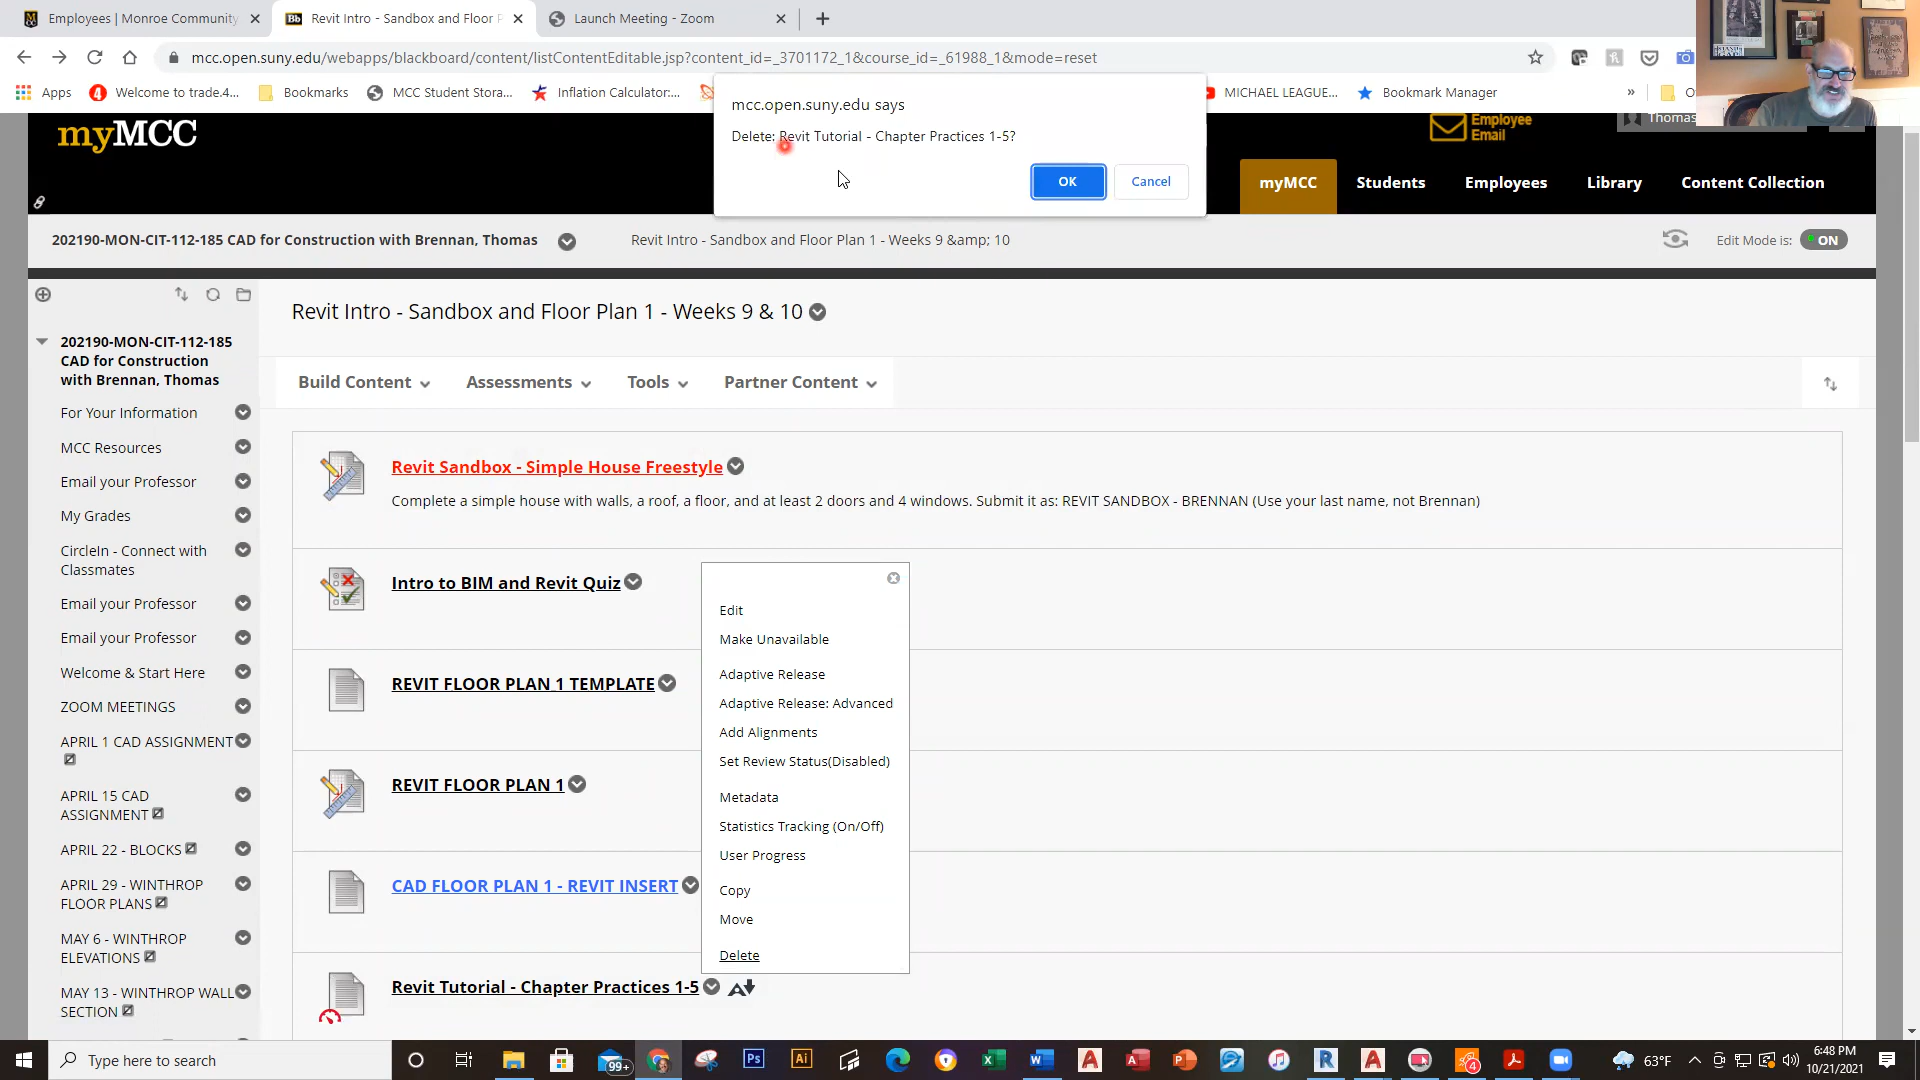 Employees | Monroe Community
Revit Intro - Sandbox and Floor P
Launch Meeting - Zoom
mcc.open.suny.edu/webapps/blackboard/content/listContentEditable.jsp?content_id=_3701172_1&course_id=_61988_1&mode=reset
Apps
Welcome to trade.4...
Bookmarks
MCC Student Stora...
Inflation Calculator:...
MICHAEL LEAGUE...
Bookmark Manager
»
mcc.open.suny.edu says
Delete: Revit Tutorial - Chapter Practices 1-5?
OK
Cancel
myMCC
Employee
Email
Thomas
myMCC
Students
Employees
Library
Content Collection
202190-MON-CIT-112-185 CAD for Construction with Brennan, Thomas
Revit Intro - Sandbox and Floor Plan 1 - Weeks 9 &amp; 10
Edit Mode is:
ON
202190-MON-CIT-112-185
CAD for Construction
with Brennan, Thomas
For Your Information
MCC Resources
Email your Professor
My Grades
CircleIn - Connect with
Classmates
Email your Professor
Email your Professor
Welcome & Start Here
ZOOM MEETINGS
APRIL 1 CAD ASSIGNMENT
APRIL 15 CAD
ASSIGNMENT
APRIL 22 - BLOCKS
APRIL 29 - WINTHROP
FLOOR PLANS
MAY 6 - WINTHROP
ELEVATIONS
MAY 13 - WINTHROP WALL
SECTION
Revit Intro - Sandbox and Floor Plan 1 - Weeks 9 & 10
Build Content
Assessments
Tools
Partner Content
Revit Sandbox - Simple House Freestyle
Complete a simple house with walls, a roof, a floor, and at least 2 doors and 4 windows. Submit it as: REVIT SANDBOX - BRENNAN (Use your last name, not Brennan)
Intro to BIM and Revit Quiz
REVIT FLOOR PLAN 1 TEMPLATE
REVIT FLOOR PLAN 1
CAD FLOOR PLAN 1 - REVIT INSERT
Revit Tutorial - Chapter Practices 1-5
Edit
Make Unavailable
Adaptive Release
Adaptive Release: Advanced
Add Alignments
Set Review Status(Disabled)
Metadata
Statistics Tracking (On/Off)
User Progress
Copy
Move
Delete
Type here to search
99+
Ps
Ai
4
63°F
6:48 PM
10/21/2021